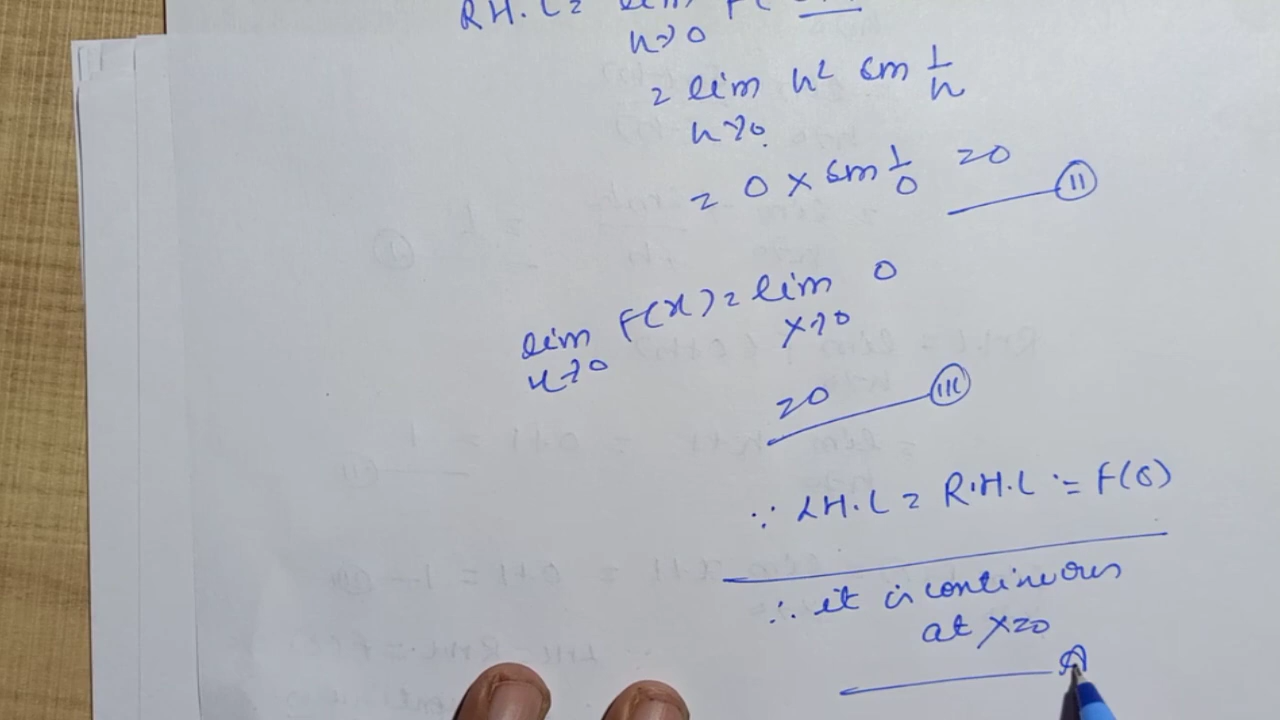 R.H.L = lim F(
h→0
= lim h² sin 1/h
h→0
= 0 × sin 1/0 = 0 —— II
lim F(x) = lim 0
x→0 x→0
= 0 —— III
∵ L.H.L = R.H.L = F(0)
∴ it is continuous
at x=0